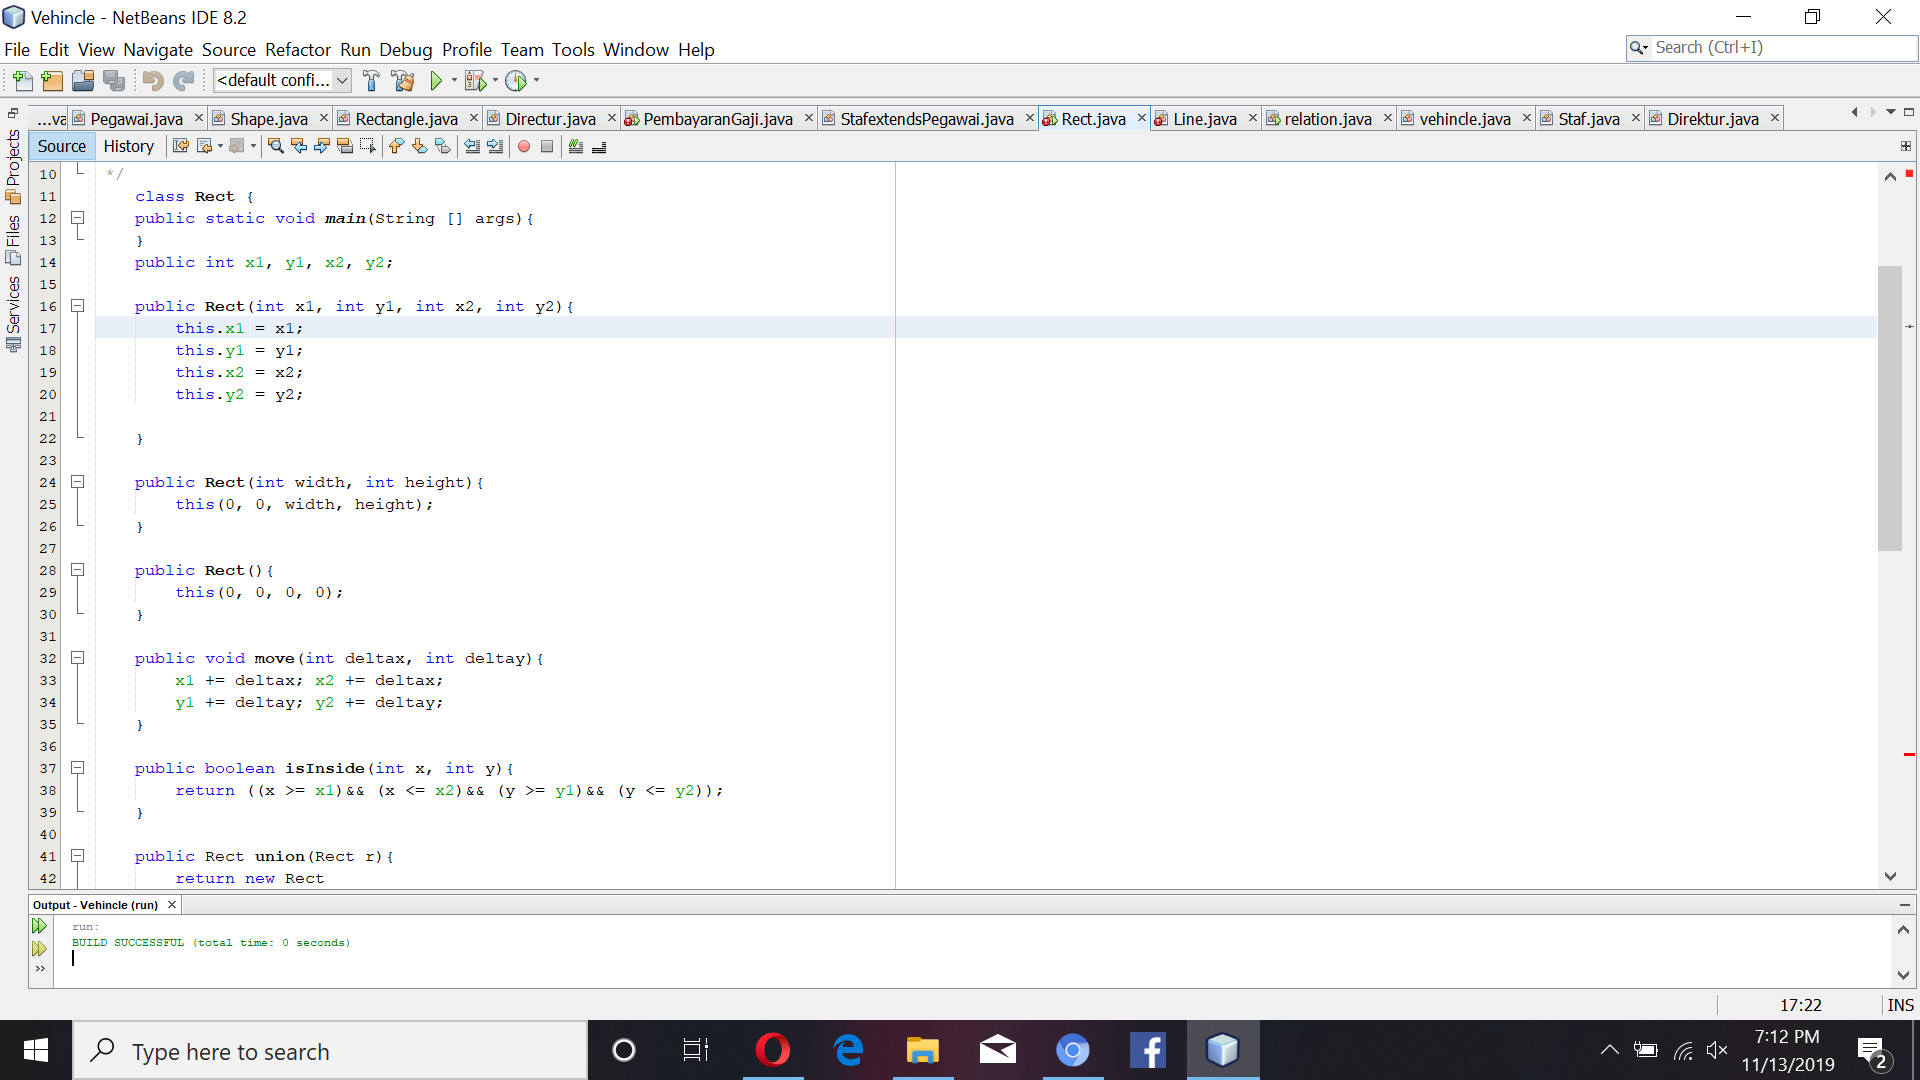 Vehincle - NetBeans IDE 8.2
File Edit View Navigate Source Refactor Run Debug Profile Team Tools Window Help
Search (Ctrl+I)
<default confi...
...va Pegawai.java Shape.java Rectangle.java Directur.java PembayaranGaji.java StafextendsPegawai.java Rect.java Line.java relation.java vehincle.java Staf.java Direktur.java
Source History
Projects
Files
Services
10 */
11 class Rect {
12 public static void main(String [] args){
13 }
14 public int x1, y1, x2, y2;
15
16 public Rect(int x1, int y1, int x2, int y2){
17 this.x1 = x1;
18 this.y1 = y1;
19 this.x2 = x2;
20 this.y2 = y2;
21
22 }
23
24 public Rect(int width, int height){
25 this(0, 0, width, height);
26 }
27
28 public Rect(){
29 this(0, 0, 0, 0);
30 }
31
32 public void move(int deltax, int deltay){
33 x1 += deltax; x2 += deltax;
34 y1 += deltay; y2 += deltay;
35 }
36
37 public boolean isInside(int x, int y){
38 return ((x >= x1)&& (x <= x2)&& (y >= y1)&& (y <= y2));
39 }
40
41 public Rect union(Rect r){
42 return new Rect
Output - Vehincle (run)
run:
BUILD SUCCESSFUL (total time: 0 seconds)
17:22 INS
Type here to search
7:12 PM
11/13/2019
2